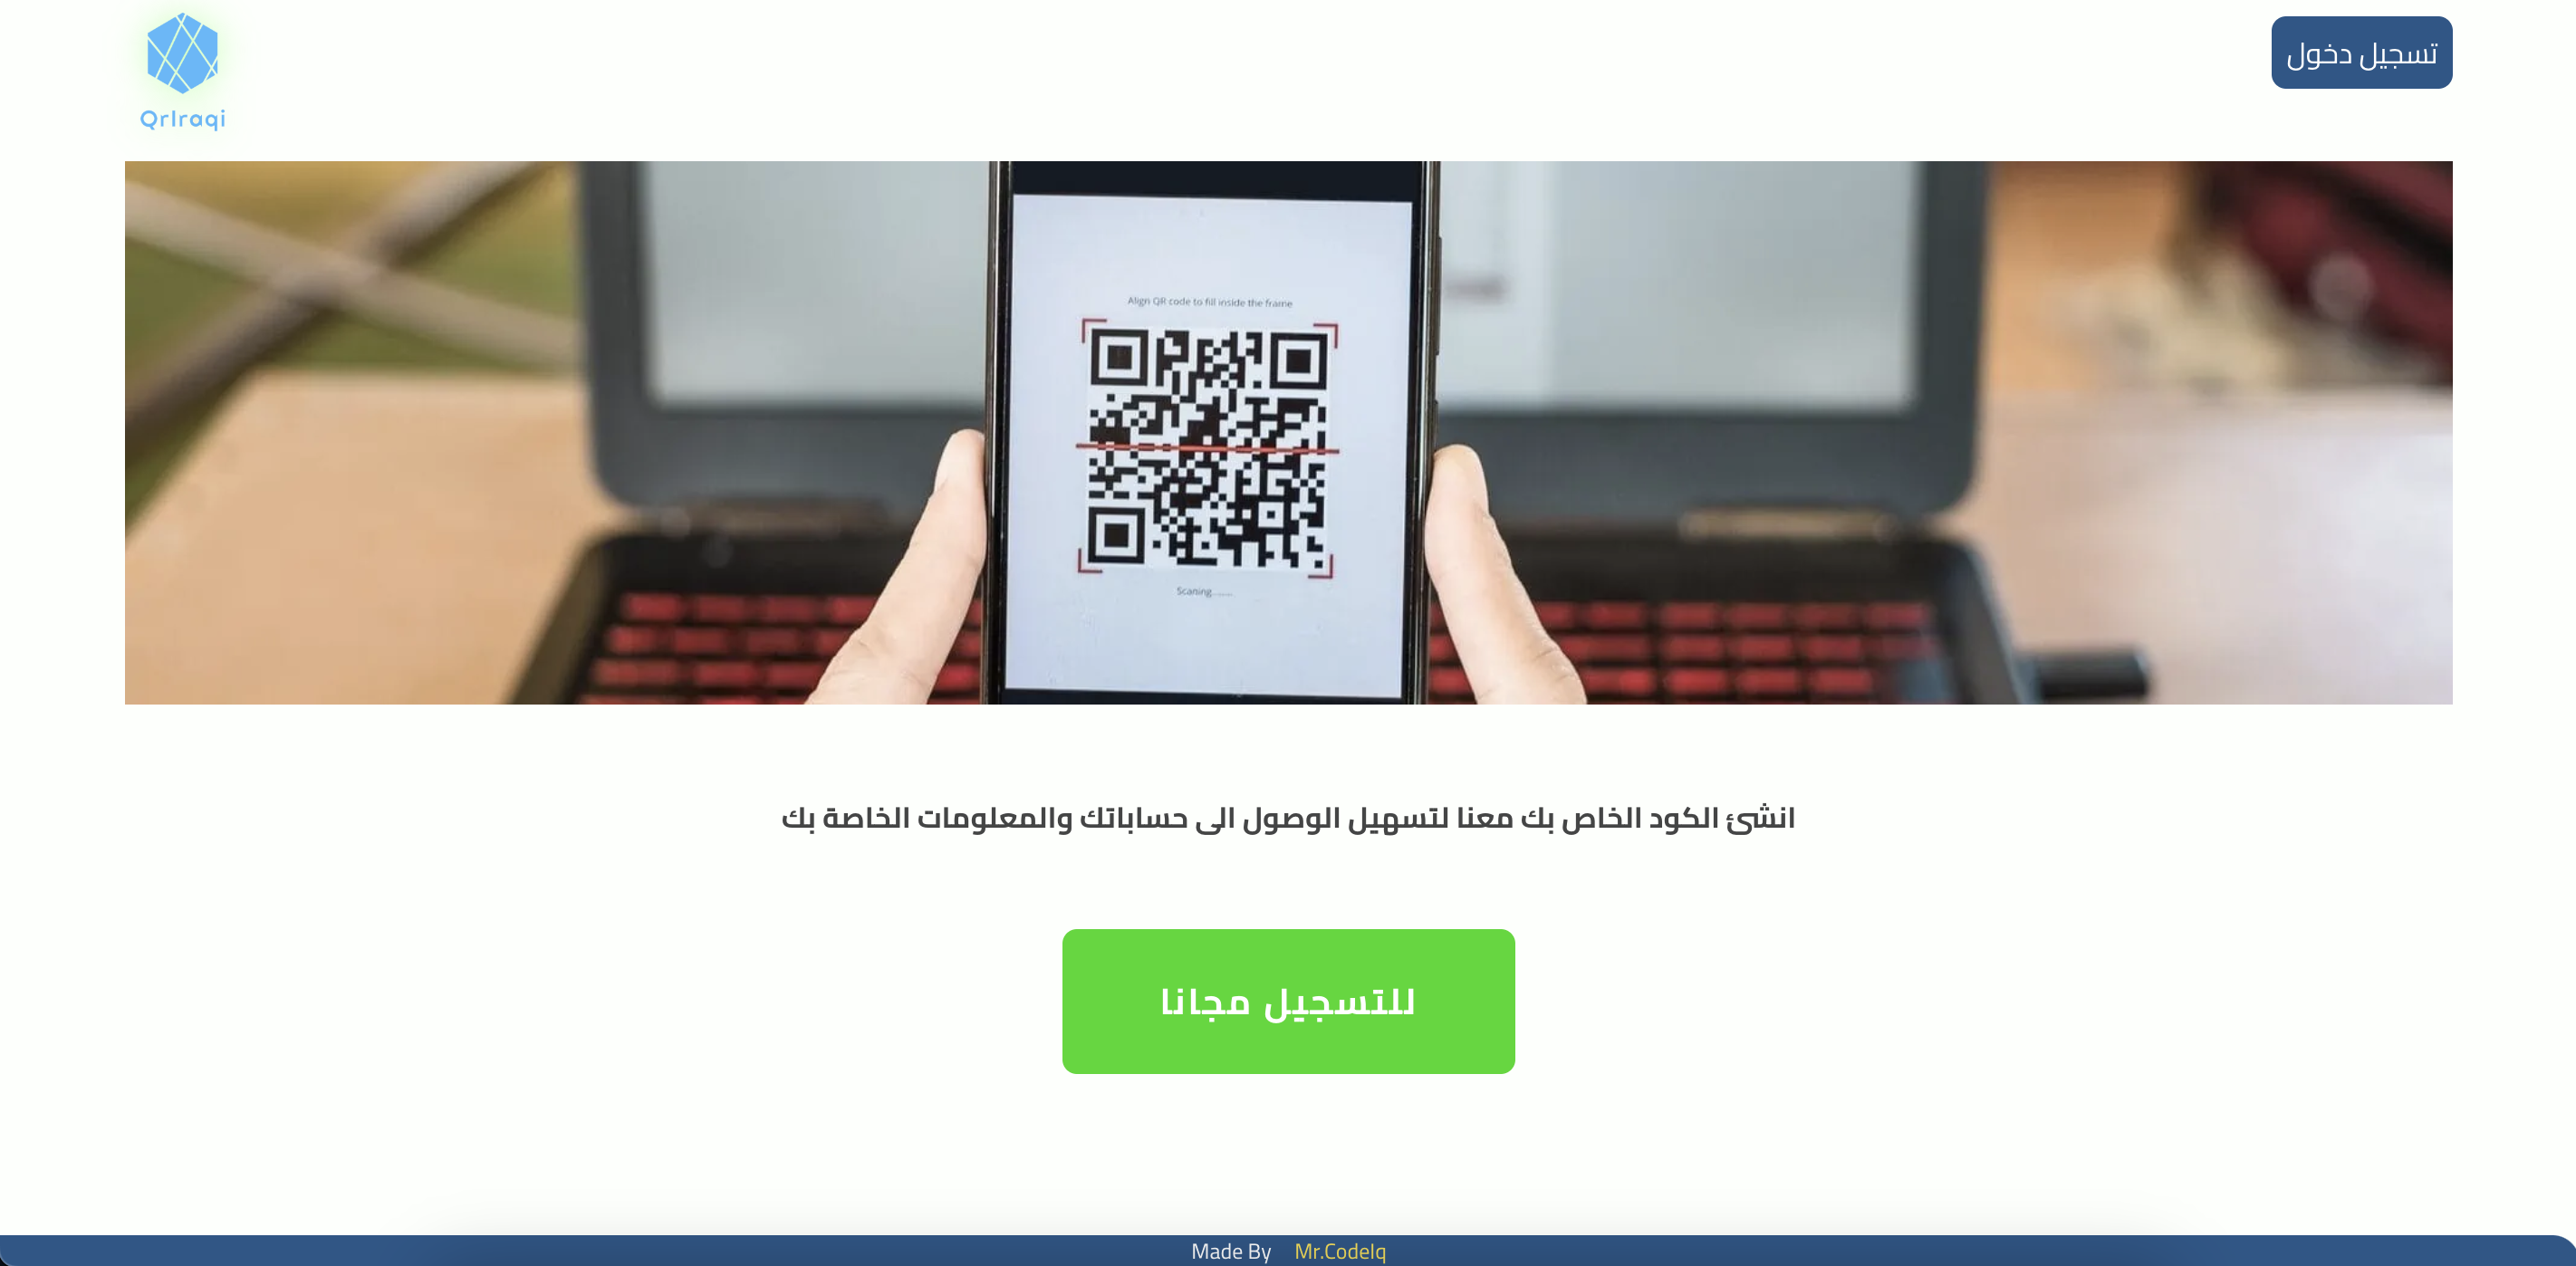 تسجيل دخول
QrIraqi
Align QR code to fill inside the frame
Scaning........
انشئ الكود الخاص بك معنا لتسهيل الوصول الى حساباتك والمعلومات الخاصة بك
للتسجيل مجانا
Made By Mr.CodeIq